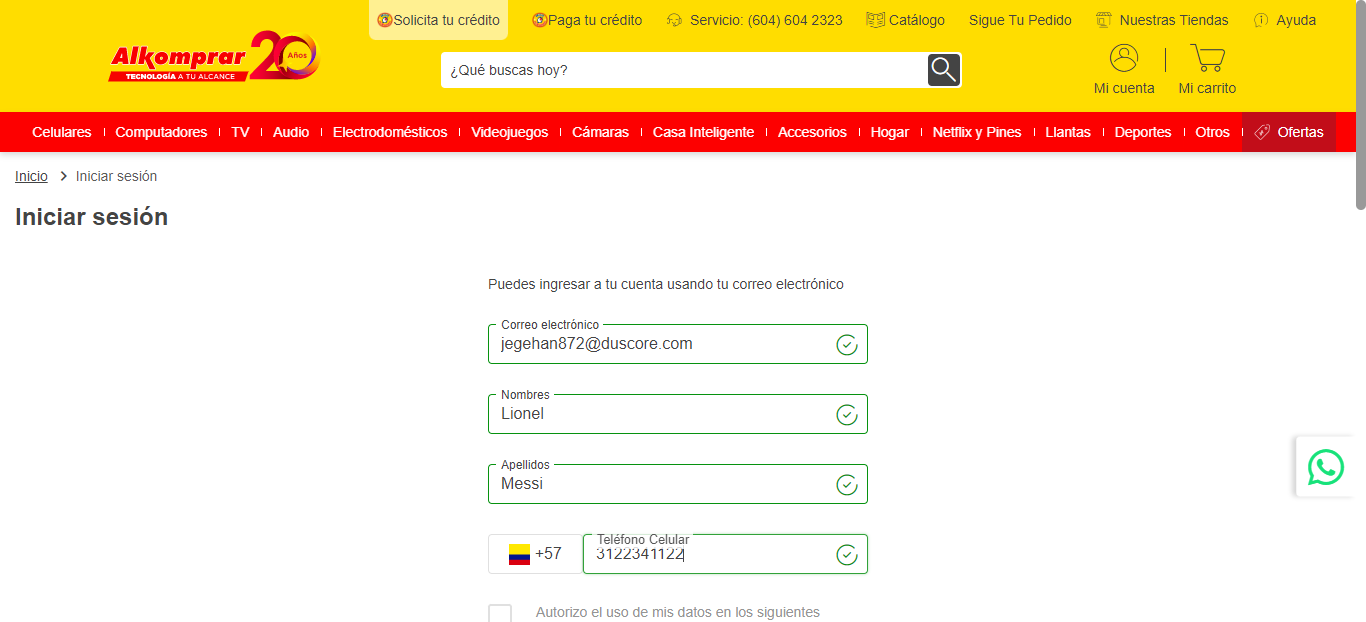 Solicita tu crédito
Paga tu crédito
Servicio: (604) 604 2323
Catálogo
Sigue Tu Pedido
Nuestras Tiendas
Ayuda
Alkomprar 20 Años
TECNOLOGÍA A TU ALCANCE
¿Qué buscas hoy?
Mi cuenta
Mi carrito
Celulares
Computadores
TV
Audio
Electrodomésticos
Videojuegos
Cámaras
Casa Inteligente
Accesorios
Hogar
Netflix y Pines
Llantas
Deportes
Otros
Ofertas
Inicio > Iniciar sesión
Iniciar sesión
Puedes ingresar a tu cuenta usando tu correo electrónico
Correo electrónico
jegehan872@duscore.com
Nombres
Lionel
Apellidos
Messi
Teléfono Celular
+57 3122341122
Autorizo el uso de mis datos en los siguientes